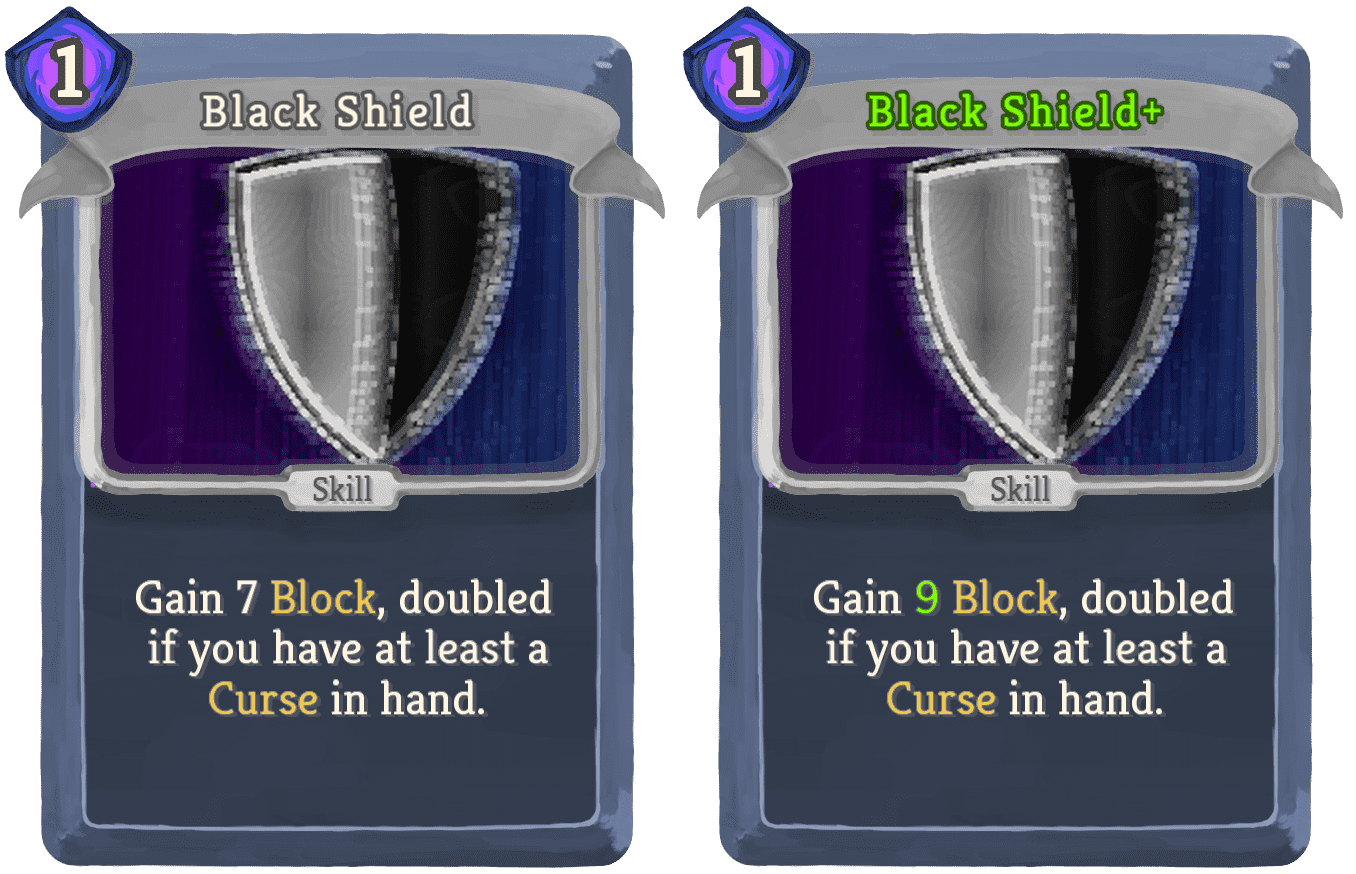 1
Black Shield
Skill
Gain 7 Block, doubled
if you have at least a
Curse in hand.
1
Black Shield+
Skill
Gain 9 Block, doubled
if you have at least a
Curse in hand.